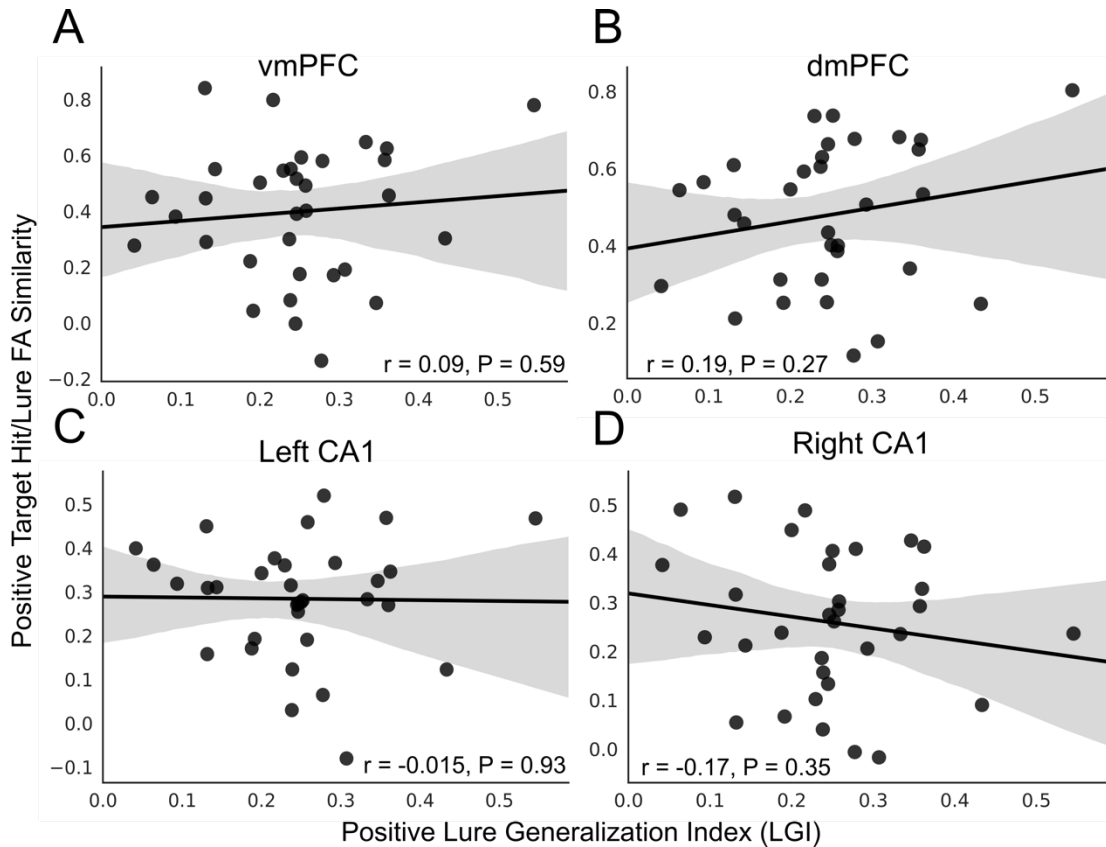 A
vmPFC
0.8
0.6
0.4
0.2
0.0
−0.2
0.0 0.1 0.2 0.3 0.4 0.5
r = 0.09, P = 0.59
B
dmPFC
0.8
0.6
0.4
0.2
0.0 0.1 0.2 0.3 0.4 0.5
r = 0.19, P = 0.27
Positive Target Hit/Lure FA Similarity
C
Left CA1
0.5
0.4
0.3
0.2
0.1
0.0
−0.1
0.0 0.1 0.2 0.3 0.4 0.5
r = -0.015, P = 0.93
D
Right CA1
0.5
0.4
0.3
0.2
0.1
0.0
0.0 0.1 0.2 0.3 0.4 0.5
r = -0.17, P = 0.35
Positive Lure Generalization Index (LGI)